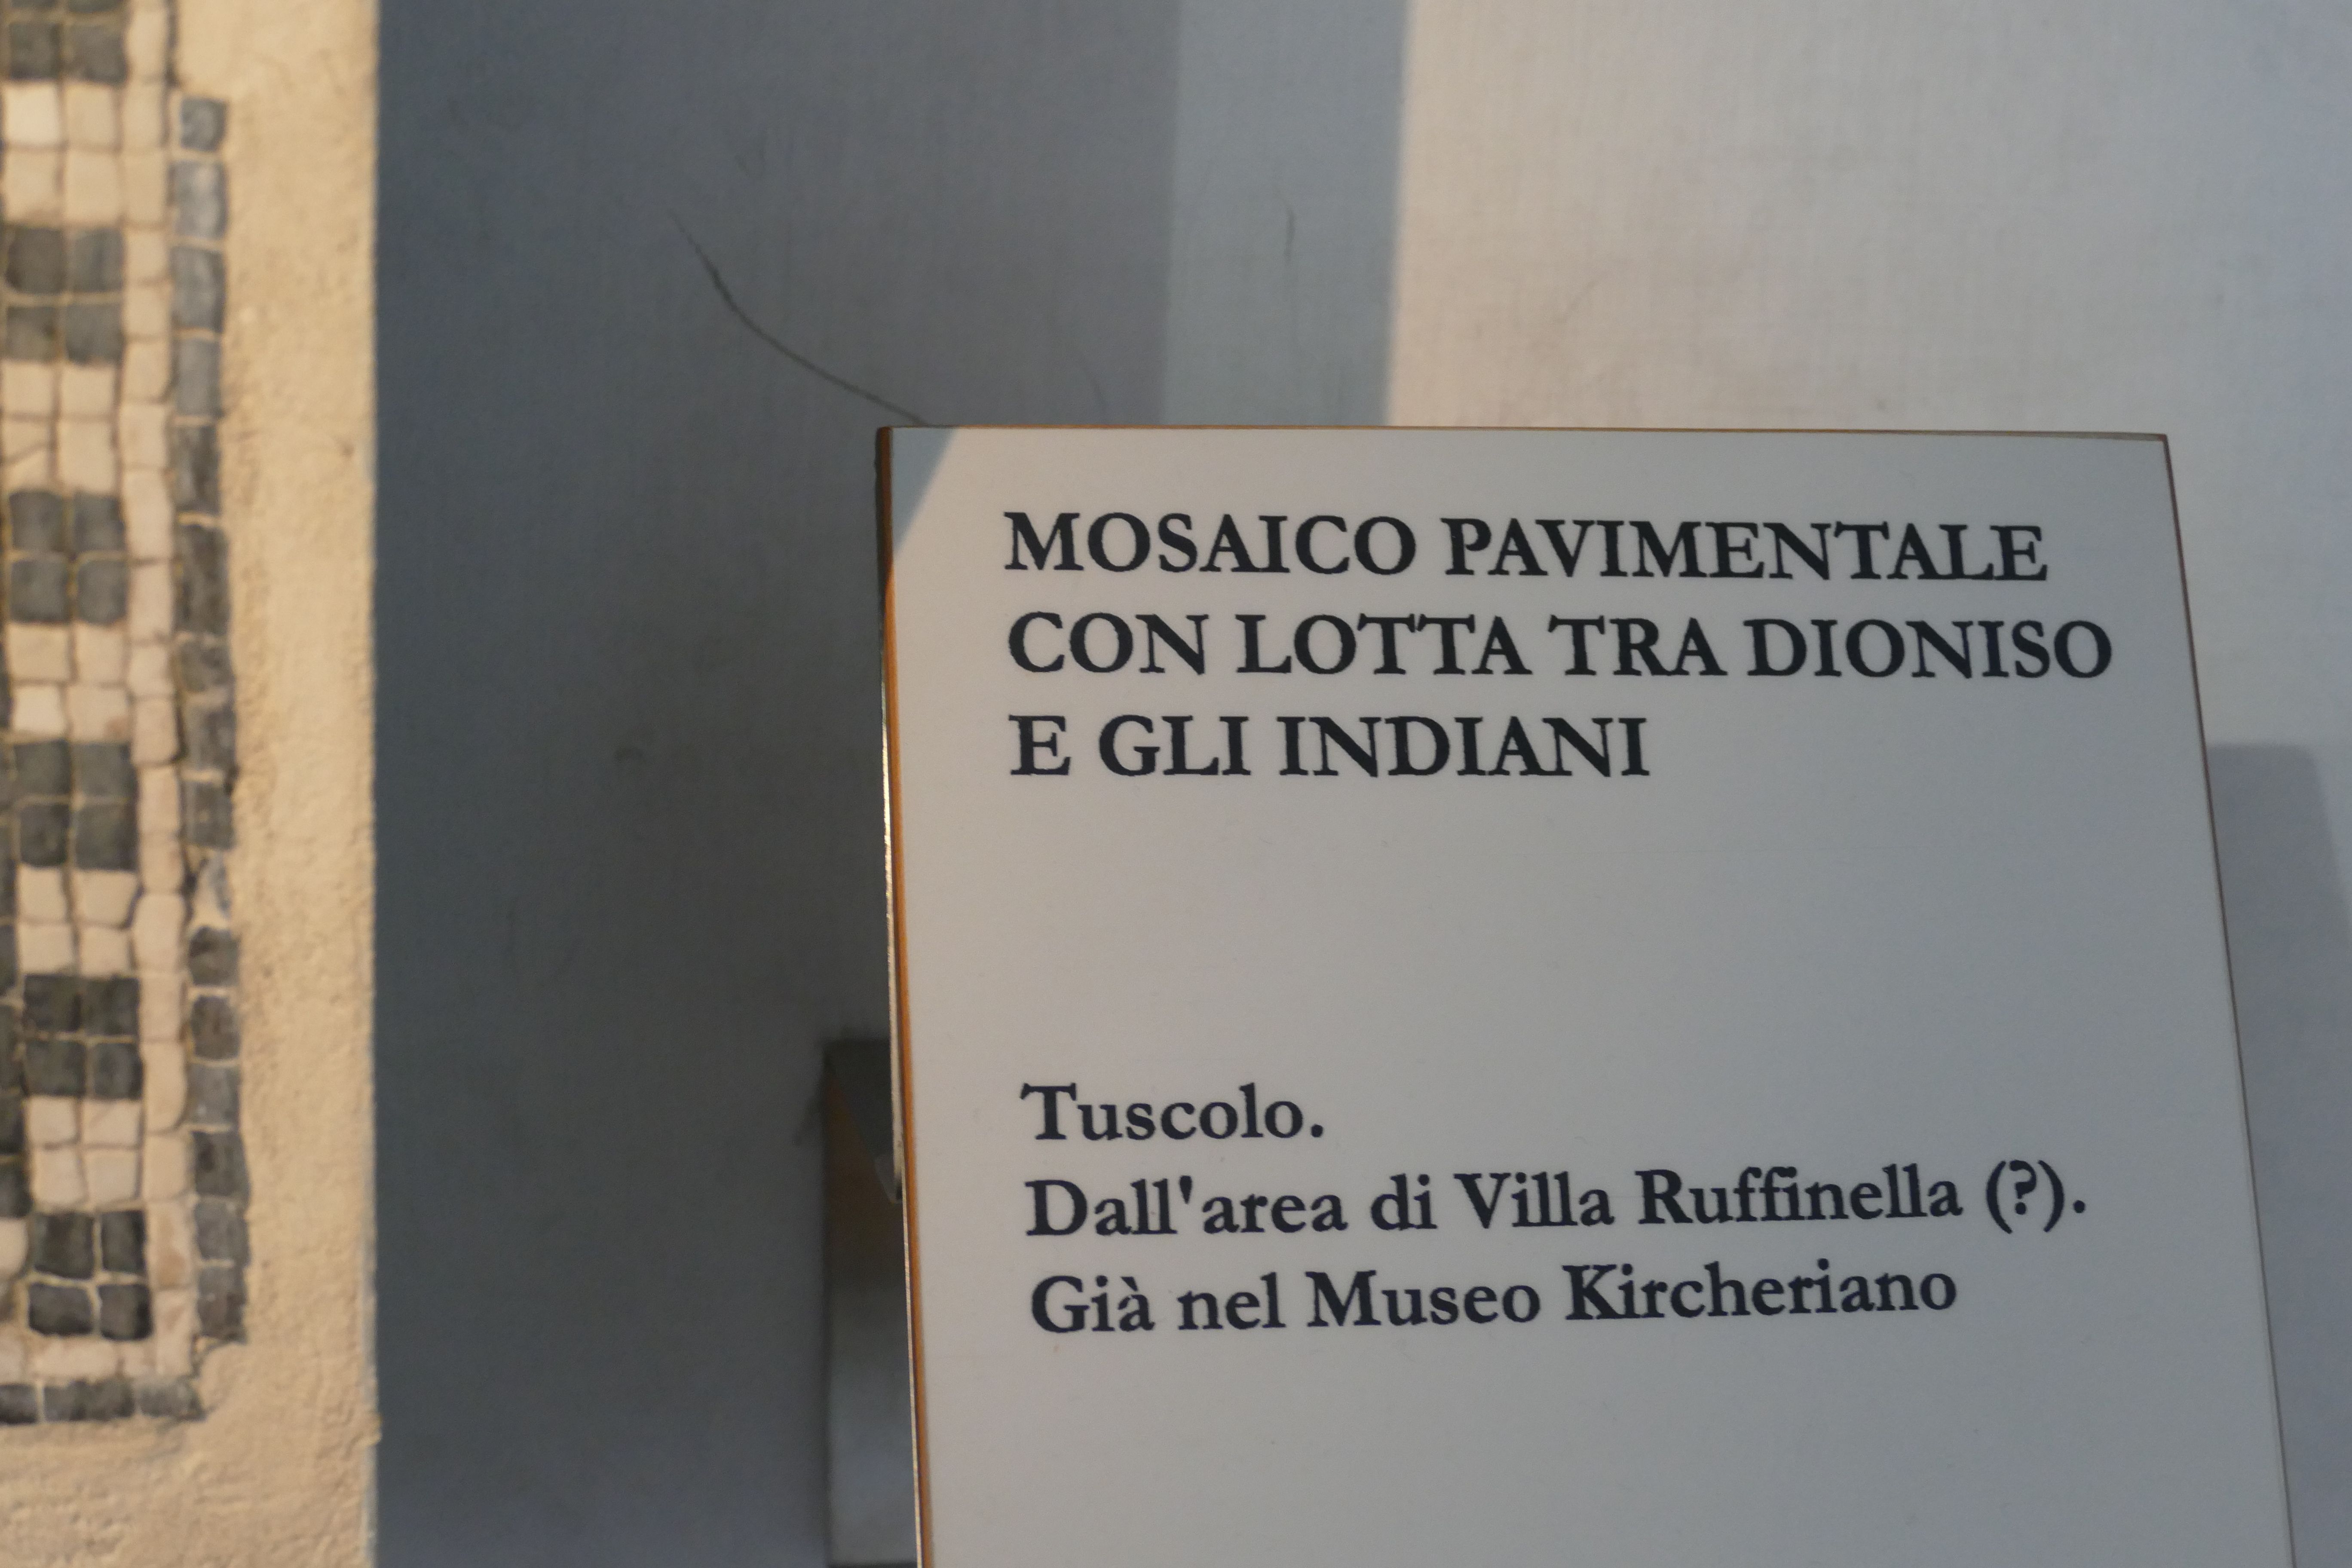 MOSAICO PAVIMENTALE
CON LOTTA TRA DIONISO
E GLI INDIANI
Tuscolo.
Dall'area di Villa Ruffinella (?).
Già nel Museo Kircheriano